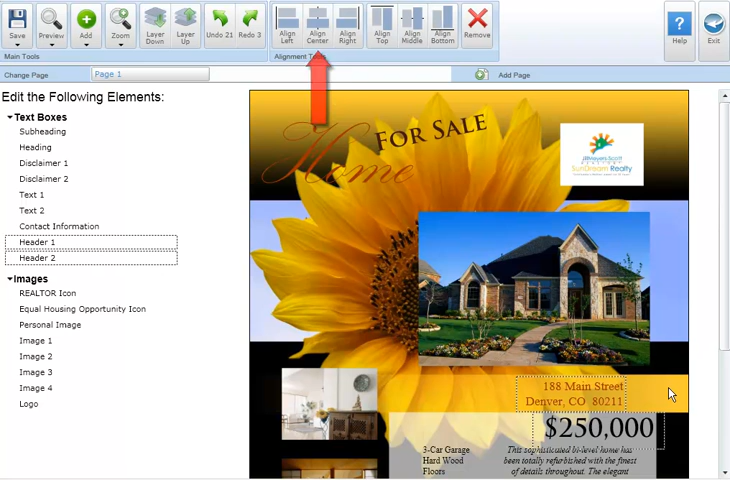 Save
Preview
Add
Zoom
Layer Down
Layer Up
Undo 21
Redo 3
Align Left
Align Center
Align Right
Align Top
Align Middle
Align Bottom
Remove
Help
Exit
Main Tools
Alignment Tools
Change Page
Page 1
Add Page
Edit the Following Elements:
Text Boxes
Subheading
Heading
Disclaimer 1
Disclaimer 2
Text 1
Text 2
Contact Information
Header 1
Header 2
Images
REALTOR Icon
Equal Housing Opportunity Icon
Personal Image
Image 1
Image 2
Image 3
Image 4
Logo
Home
FOR SALE
SunDream Realty
188 Main Street
Denver, CO 80211
$250,000
3-Car Garage
Hard Wood
Floors
This sophisticated bi-level home has
been totally refurbished with the finest
of details throughout. The elegant